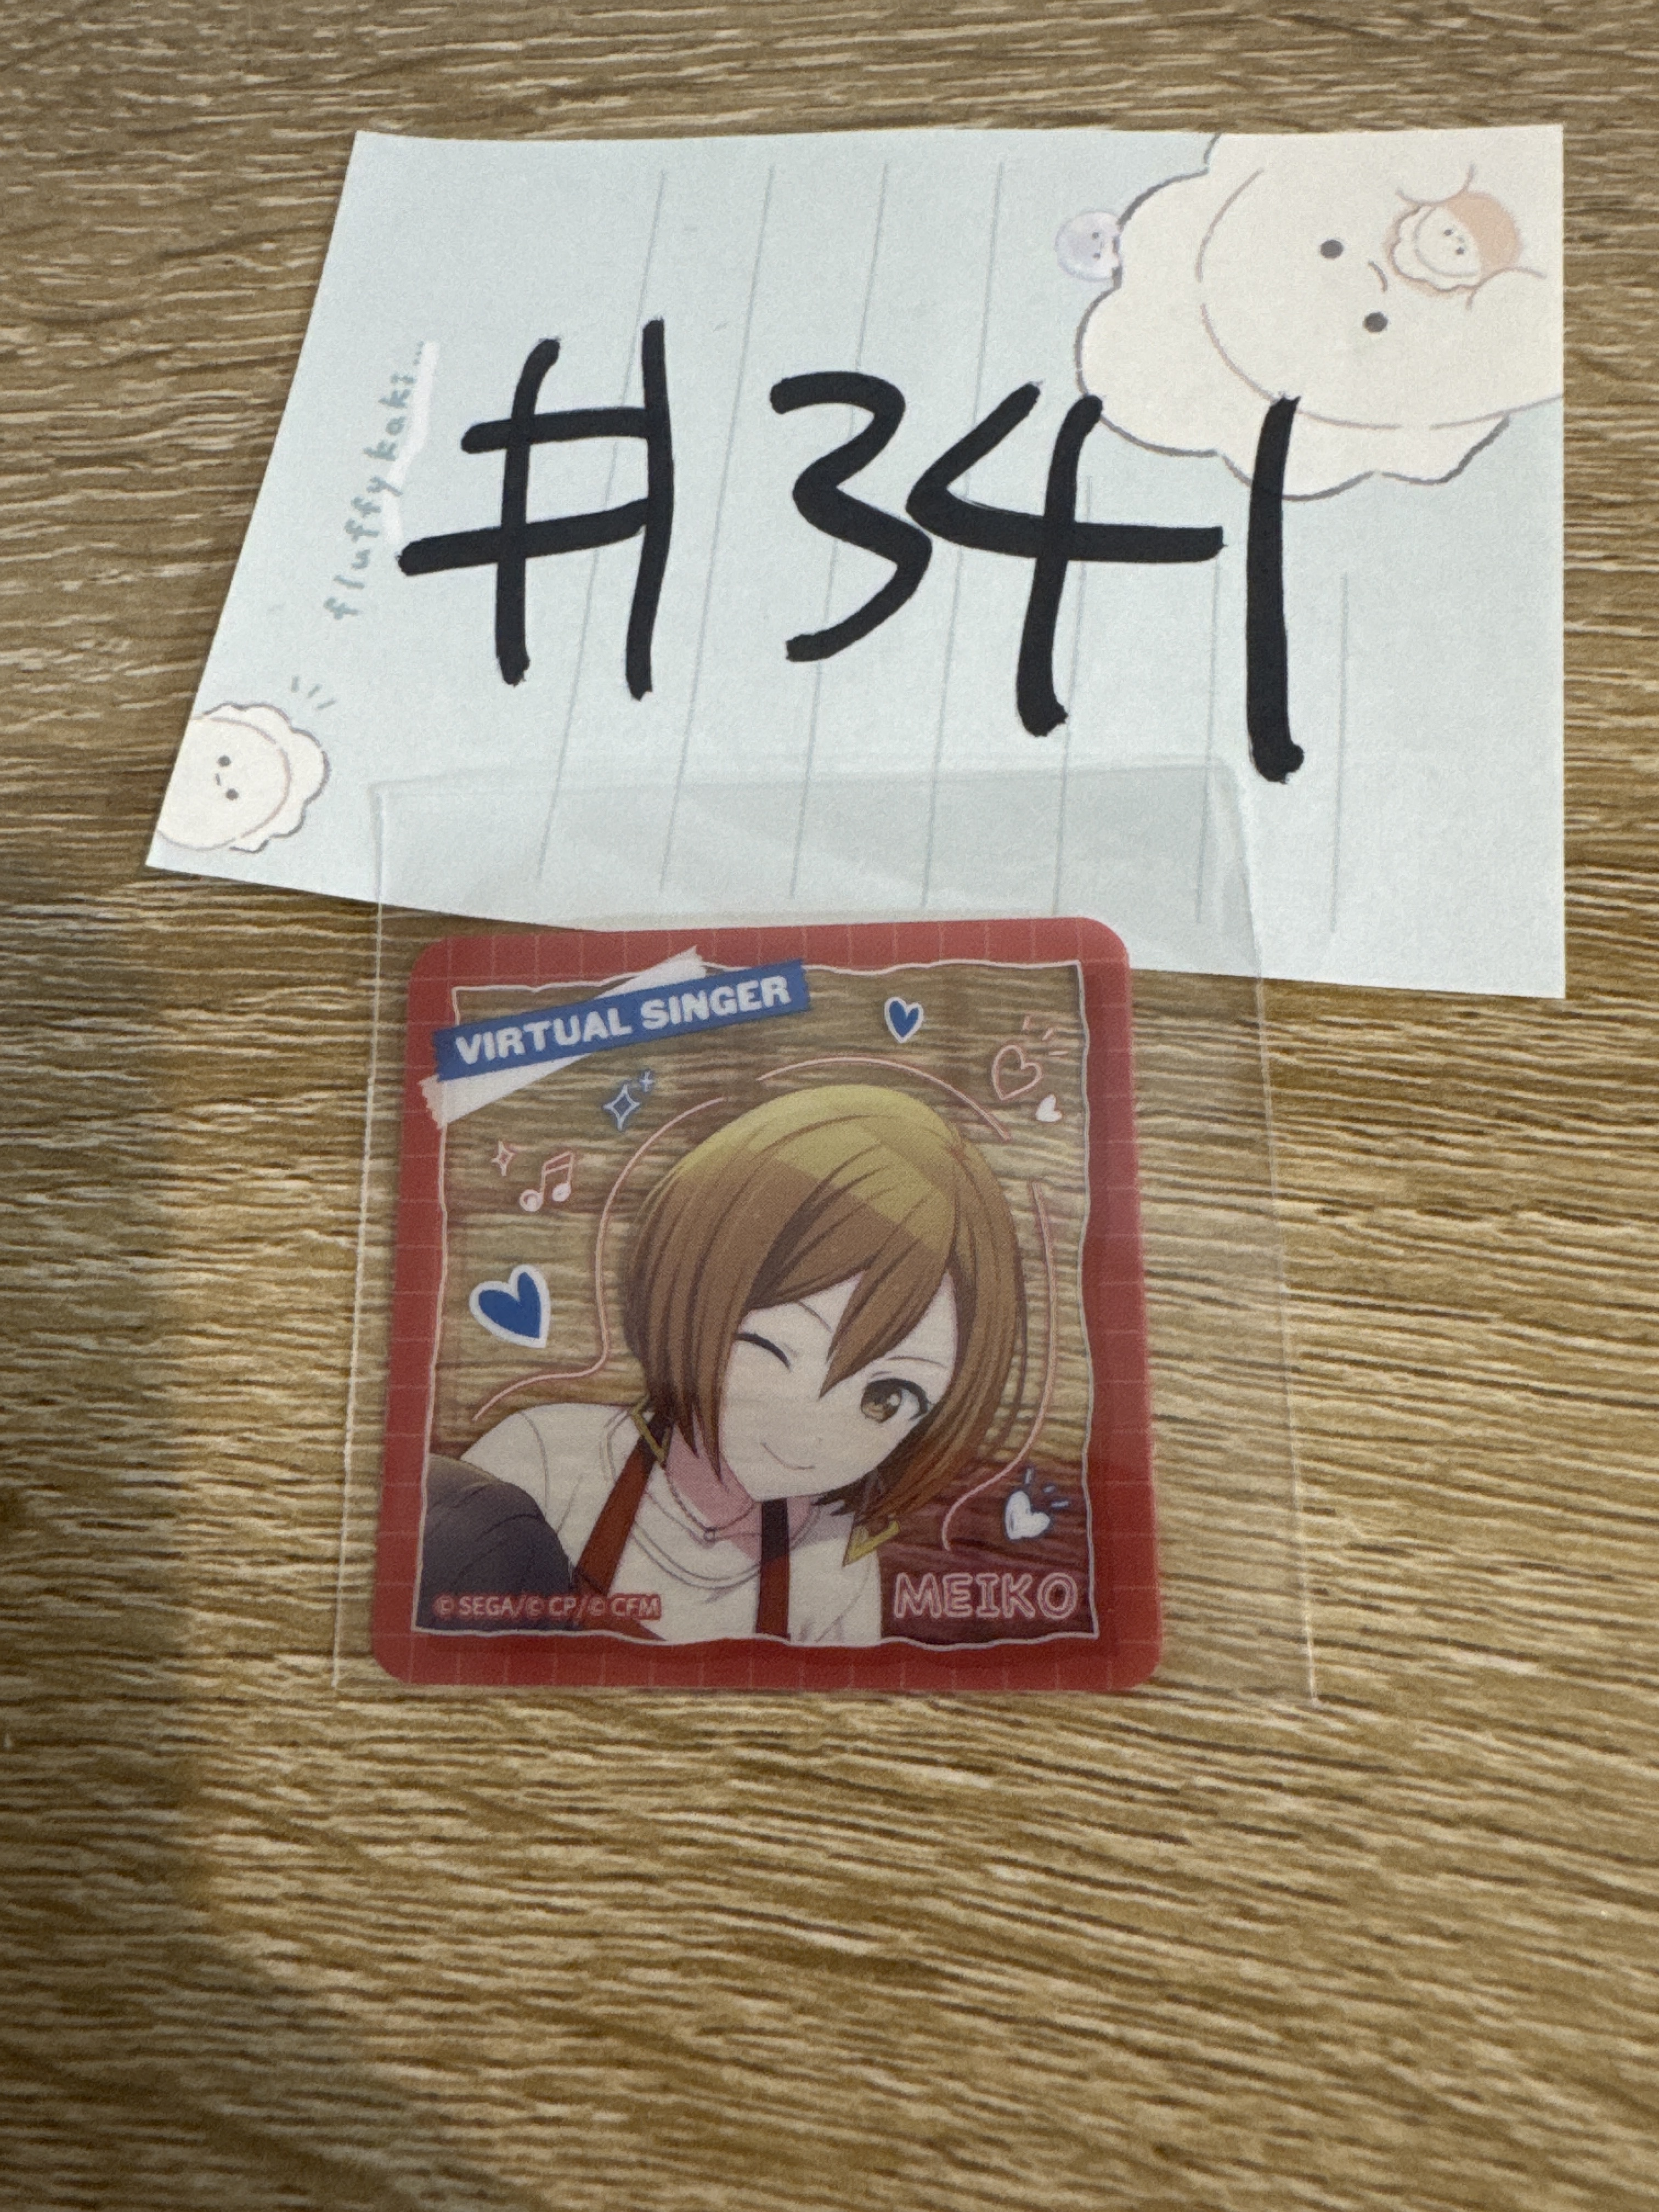 #341
fluffy kaki...
VIRTUAL SINGER
© SEGA/© CP/© CFM
MEIKO